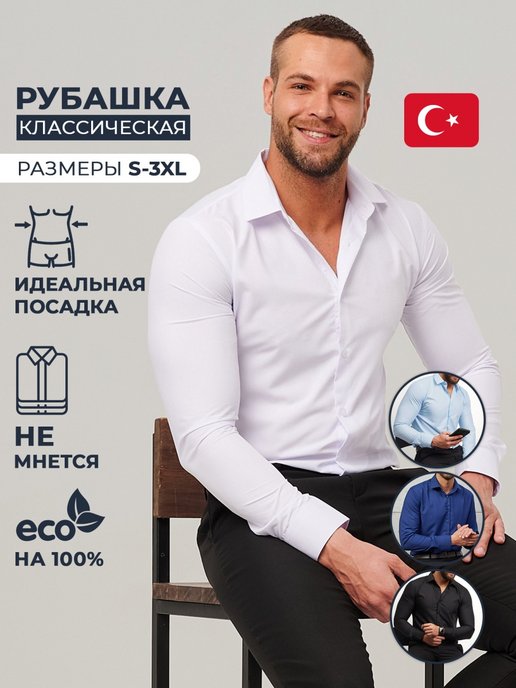 РУБАШКА
КЛАССИЧЕСКАЯ
РАЗМЕРЫ S-3XL
ИДЕАЛЬНАЯ
ПОСАДКА
НЕ
МНЕТСЯ
eco
НА 100%